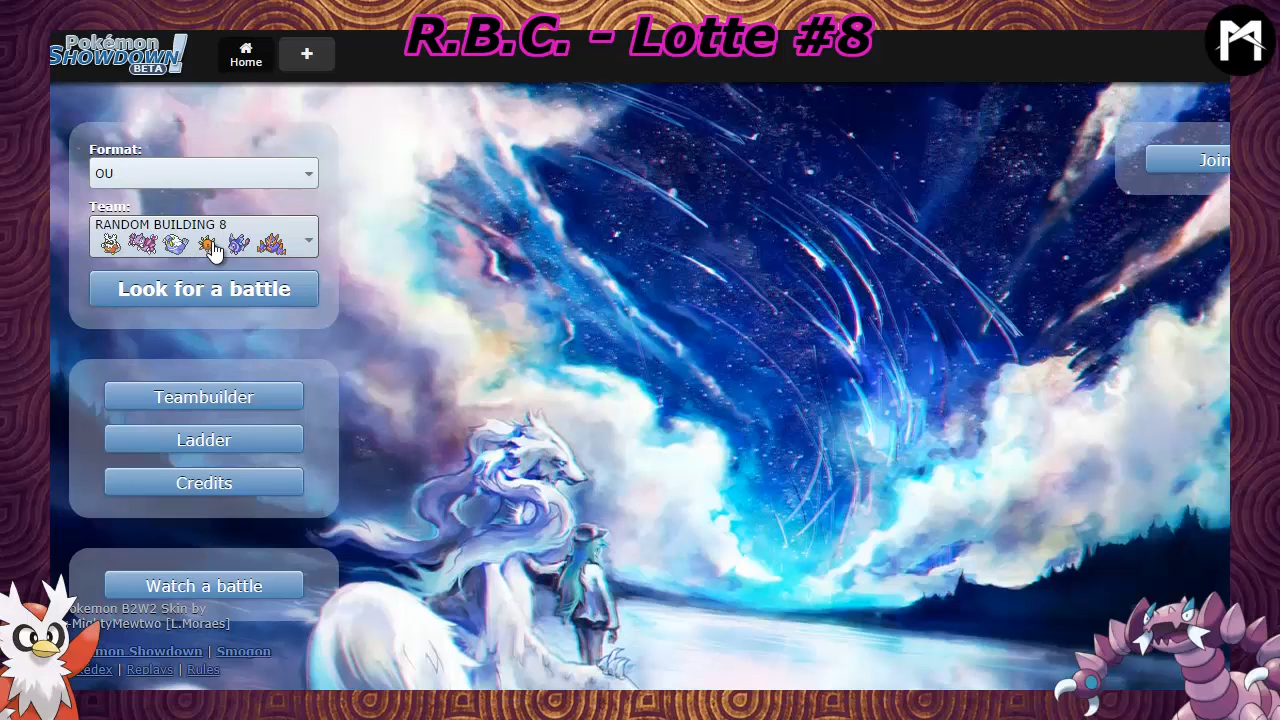 R.B.C. - Lotte #8
Pokémon
SHOWDOWN!
BETA
Home
+
Format:
OU
Join
Team:
RANDOM BUILDING 8
Look for a battle
Teambuilder
Ladder
Credits
Watch a battle
okemon B2W2 Skin by
-MightyMewtwo [L.Moraes]
mon Showdown | Smogon
edex | Replays | Rules